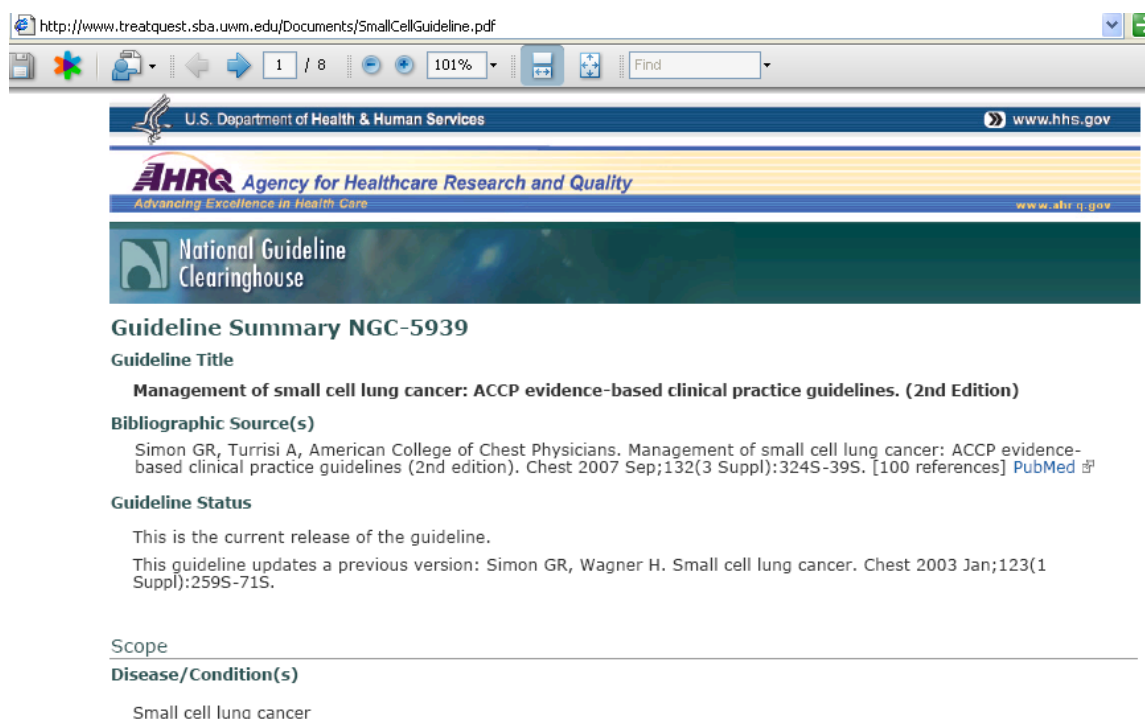 http://www.treatquest.sba.uwm.edu/Documents/SmallCellGuideline.pdf
1 / 8 101% Find
U.S. Department of Health & Human Services www.hhs.gov
AHRQ Agency for Healthcare Research and Quality
Advancing Excellence in Health Care www.ahrq.gov
National Guideline
Clearinghouse
Guideline Summary NGC-5939
Guideline Title
Management of small cell lung cancer: ACCP evidence-based clinical practice guidelines. (2nd Edition)
Bibliographic Source(s)
Simon GR, Turrisi A, American College of Chest Physicians. Management of small cell lung cancer: ACCP evidence-
based clinical practice guidelines (2nd edition). Chest 2007 Sep;132(3 Suppl):324S-39S. [100 references] PubMed
Guideline Status
This is the current release of the guideline.
This guideline updates a previous version: Simon GR, Wagner H. Small cell lung cancer. Chest 2003 Jan;123(1
Suppl):259S-71S.
Scope
Disease/Condition(s)
Small cell lung cancer